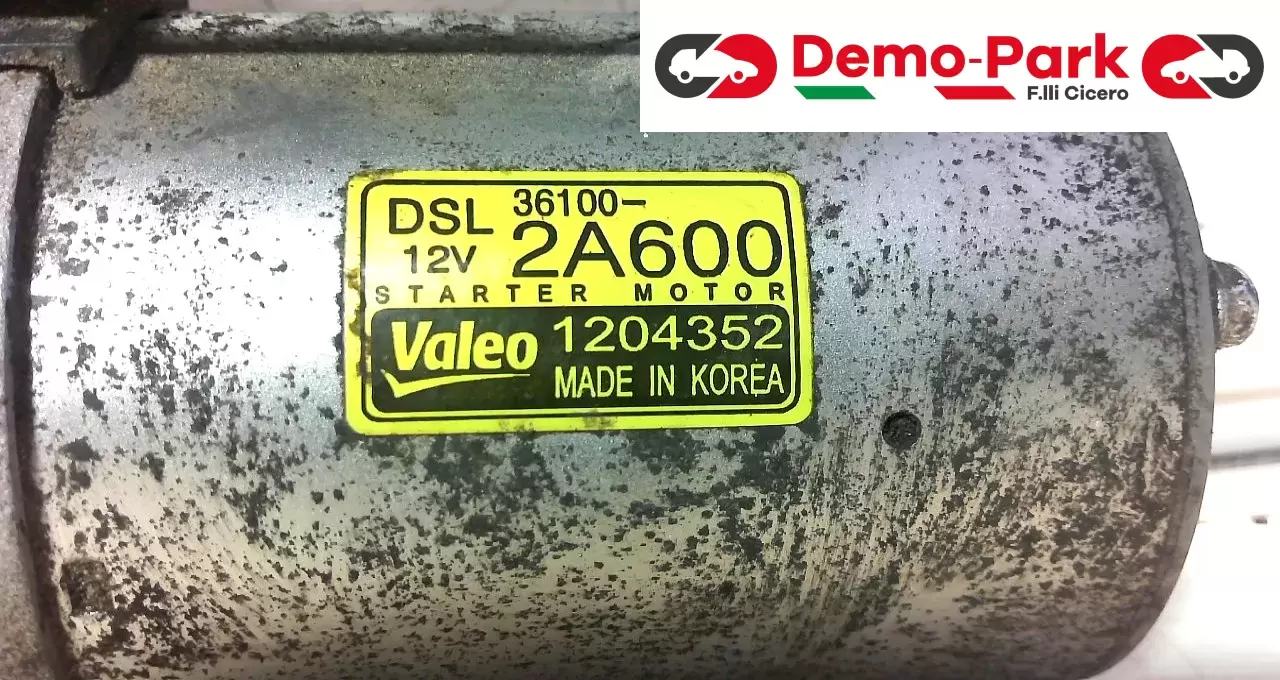 Demo-Park
F.lli Cicero
DSL 36100-
12V 2A600
STARTER MOTOR
Valeo 1204352
MADE IN KOREA